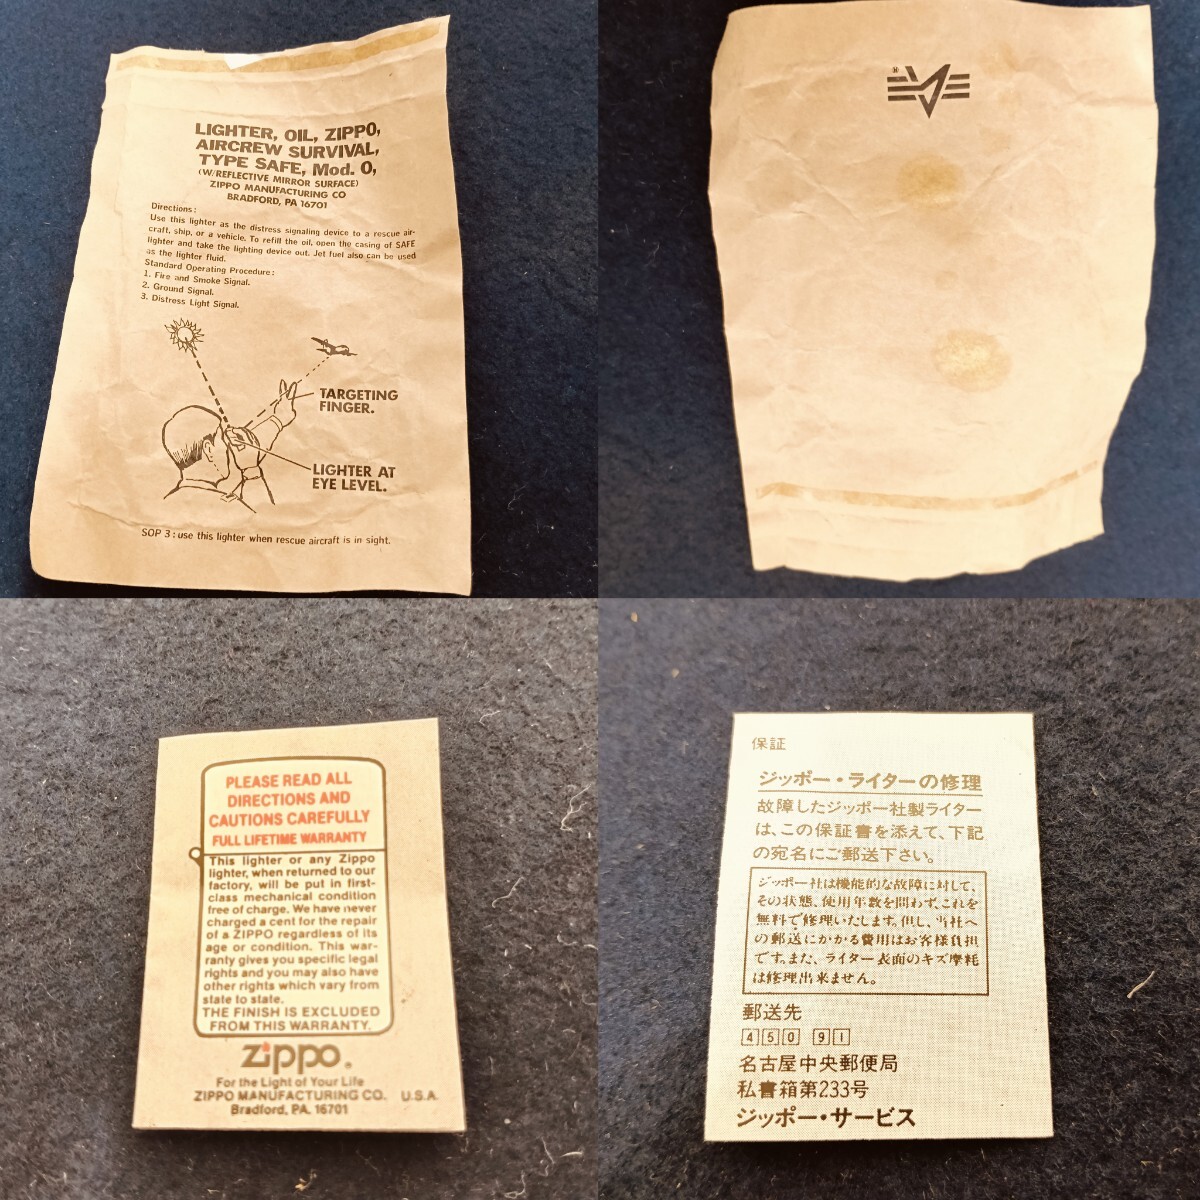 LIGHTER, OIL, ZIPPO,
AIRCREW SURVIVAL,
TYPE SAFE, Mod. O,
(W/REFLECTIVE MIRROR SURFACE)
ZIPPO MANUFACTURING CO
BRADFORD, PA 16701
Directions:
Use this lighter as the distress signaling device to a rescue air-
craft, ship, or a vehicle. To refill the oil, open the casing of SAFE
lighter and take the lighting device out. Jet fuel also can be used
as the lighter fluid.
Standard Operating Procedure:
1. Fire and Smoke Signal.
2. Ground Signal.
3. Distress Light Signal.
TARGETING
FINGER.
LIGHTER AT
EYE LEVEL.
SOP 3: use this lighter when rescue aircraft is in sight.
PLEASE READ ALL
DIRECTIONS AND
CAUTIONS CAREFULLY
FULL LIFETIME WARRANTY
This lighter or any Zippo
lighter, when returned to our
factory, will be put in first-
class mechanical condition
free of charge. We have never
charged a cent for the repair
of a ZIPPO regardless of its
age or condition. This war-
ranty gives you specific legal
rights and you may also have
other rights which vary from
state to state.
THE FINISH IS EXCLUDED
FROM THIS WARRANTY.
Zippo®
For the Light of Your Life
ZIPPO MANUFACTURING CO. U.S.A.
Bradford, PA. 16701
保証
ジッポー・ライターの修理
故障したジッポー社製ライター
は、この保証書を添えて、下記
の宛名にご郵送下さい。
ジッポー社は機能的な故障に対して、
その状態、使用年数を問わず、これを
無料で修理いたします。但し、当社へ
の郵送にかかる費用はお客様負担
です。また、ライター表面のキズ摩耗
は修理出来ません。
郵送先
450 91
名古屋中央郵便局
私書箱第233号
ジッポー・サービス